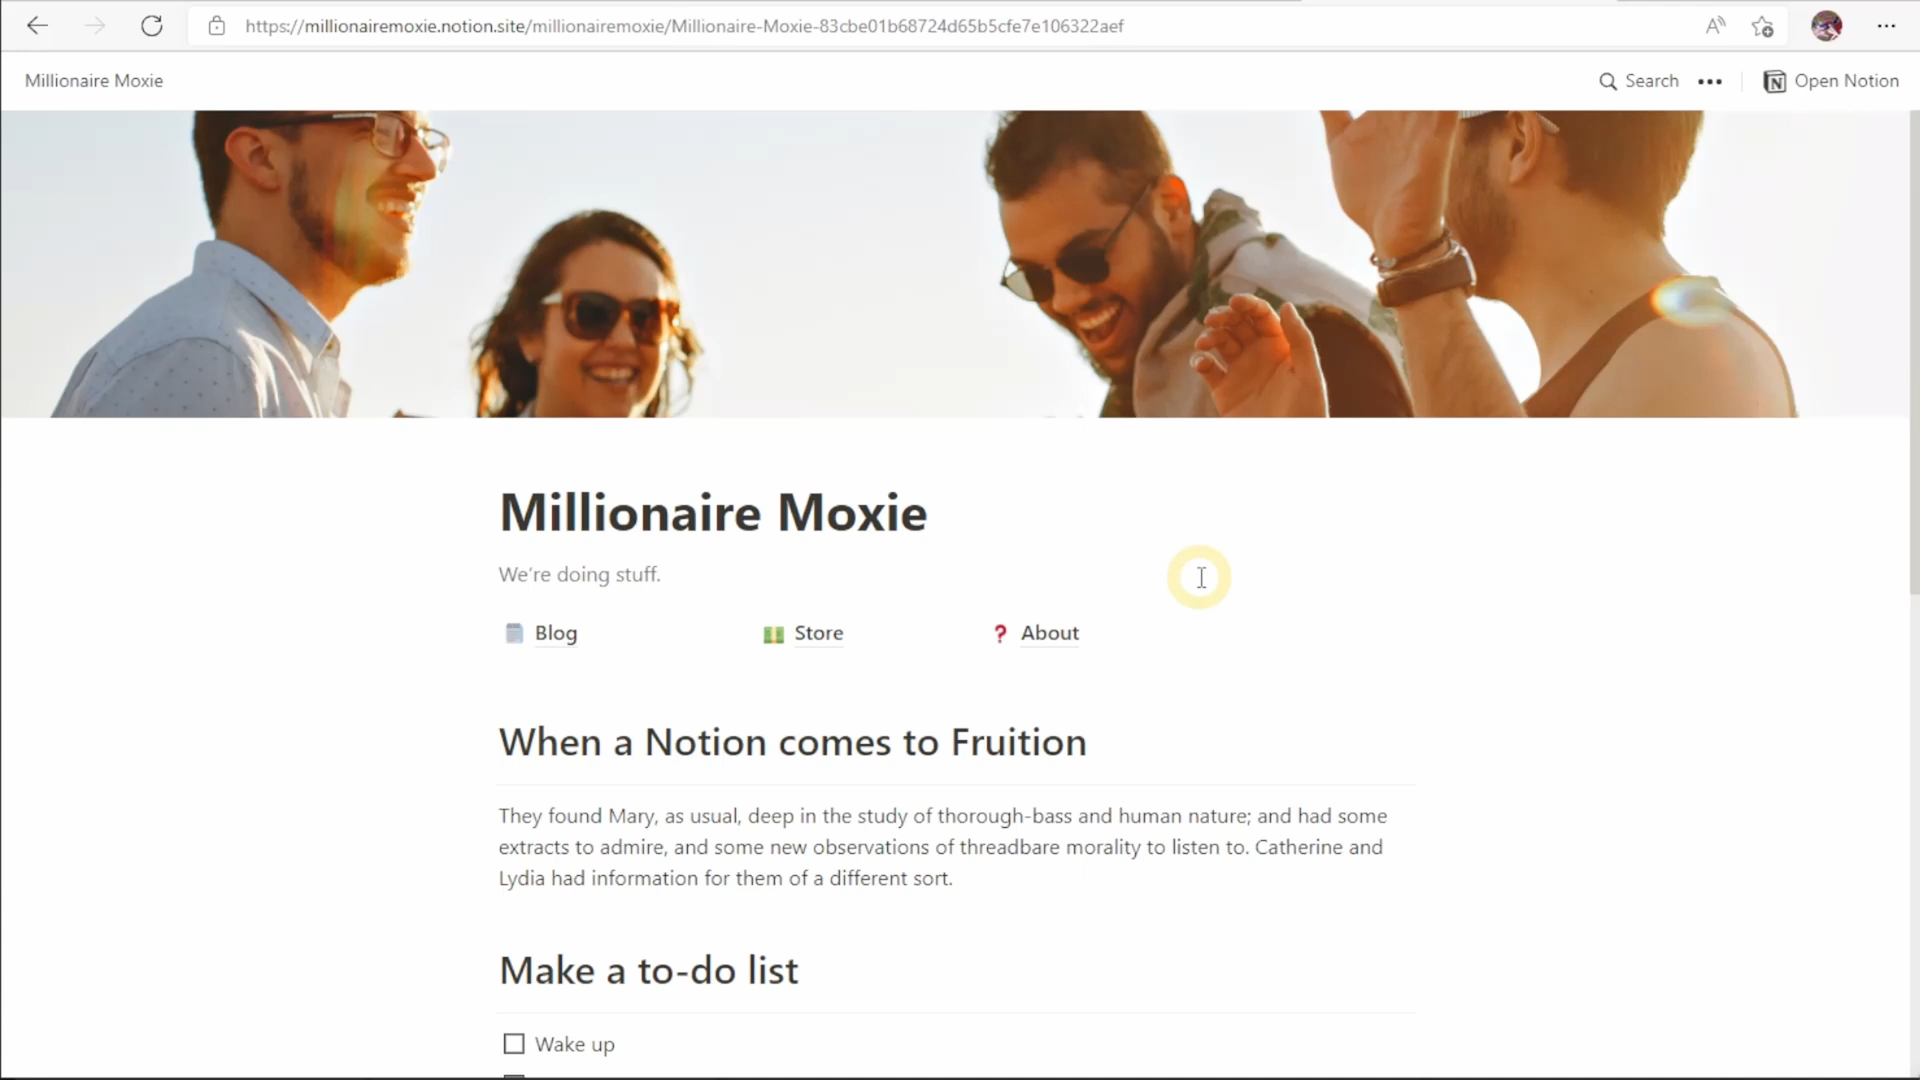 https://millionairemoxie.notion.site/millionairemoxie/Millionaire-Moxie-83cbe01b68724d65b5cfe7e106322aef
Millionaire Moxie
Search
Open Notion
Millionaire Moxie
We're doing stuff.
Blog
Store
About
When a Notion comes to Fruition
They found Mary, as usual, deep in the study of thorough-bass and human nature; and had some
extracts to admire, and some new observations of threadbare morality to listen to. Catherine and
Lydia had information for them of a different sort.
Make a to-do list
Wake up